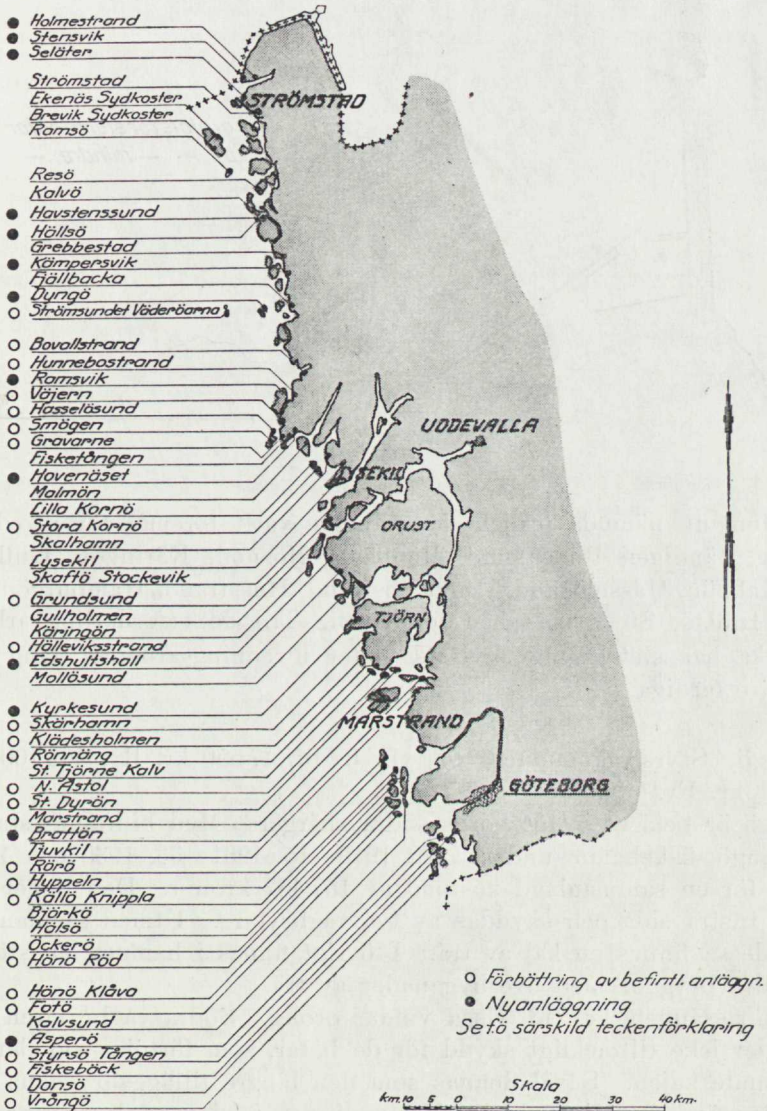 ● Holmestrand
● Stensvik
● Selåter
Strömstad
Ekenäs Sydkoster
Brevik Sydkoster
Ramsö
STRÖMSTAD
Resö
Kalvö
● Havstenssund
● Hällsö
Grebbestad
● Kämpersvik
Fjällbacka
● Dyngö
○ Strömsundet Väderöarna
○ Bovallstrand
○ Hunnebostrand
● Ramsvik
○ Väjern
○ Hasselösund
○ Smögen
○ Gravarne
Fisketången
● Hovenäset
Malmön
Lilla Kornö
○ Stora Kornö
Skalhamn
Lysekil
Skaftö Stockevik
○ Grundsund
Gullholmen
Käringön
○ Hälleviksstrand
● Edshultshall
Mollösund
● Kyrkesund
○ Skärhamn
○ Klädesholmen
○ Rönnäng
St. Tjörne Kalv
○ N. Åstol
○ St. Dyrön
○ Marstrand
● Brattön
Tjuvkil
○ Rörö
○ Hyppeln
○ Källö Knippla
Björkö
Hälsö
○ Öckerö
○ Hönö Röd
○ Hönö Klåva
○ Fotö
Kalvsund
● Asperö
○ Styrsö Tången
○ Fiskebäck
○ Donsö
○ Vrångö
UDDEVALLA
LYSEKIL
ORUST
TJÖRN
MARSTRAND
GÖTEBORG
○ Förbättring av befintl. anläggn.
● Nyanläggning
Se fö särskild teckenförklaring
Skala
km. 10 5 0 10 20 30 40 km.